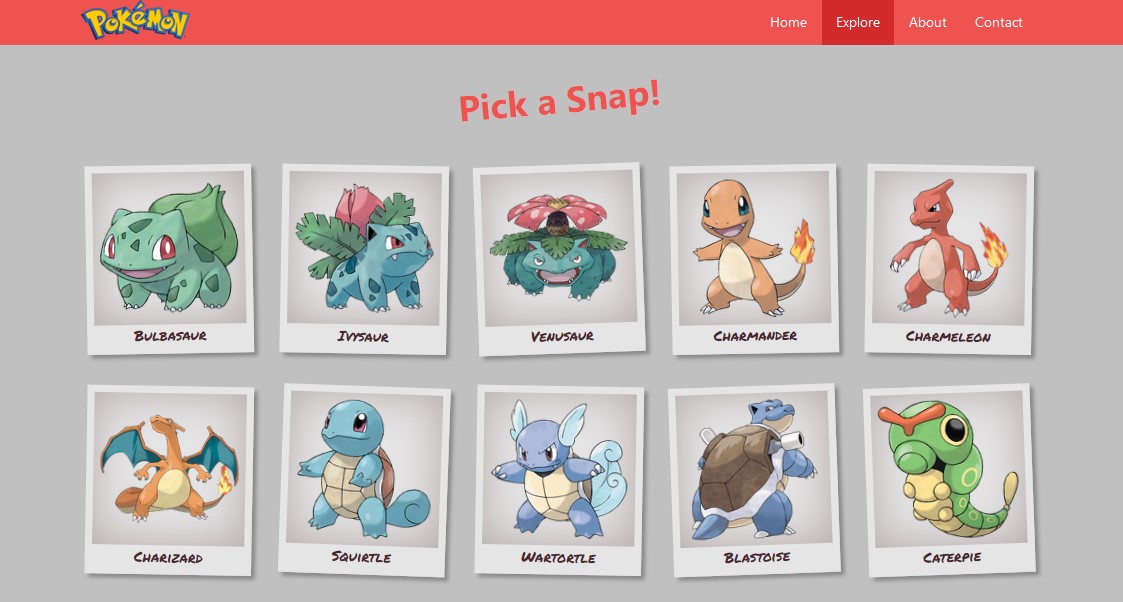 Pokémon
Home Explore About Contact
Pick a Snap!
Bulbasaur Ivysaur Venusaur Charmander Charmeleon
Charizard Squirtle Wartortle Blastoise Caterpie